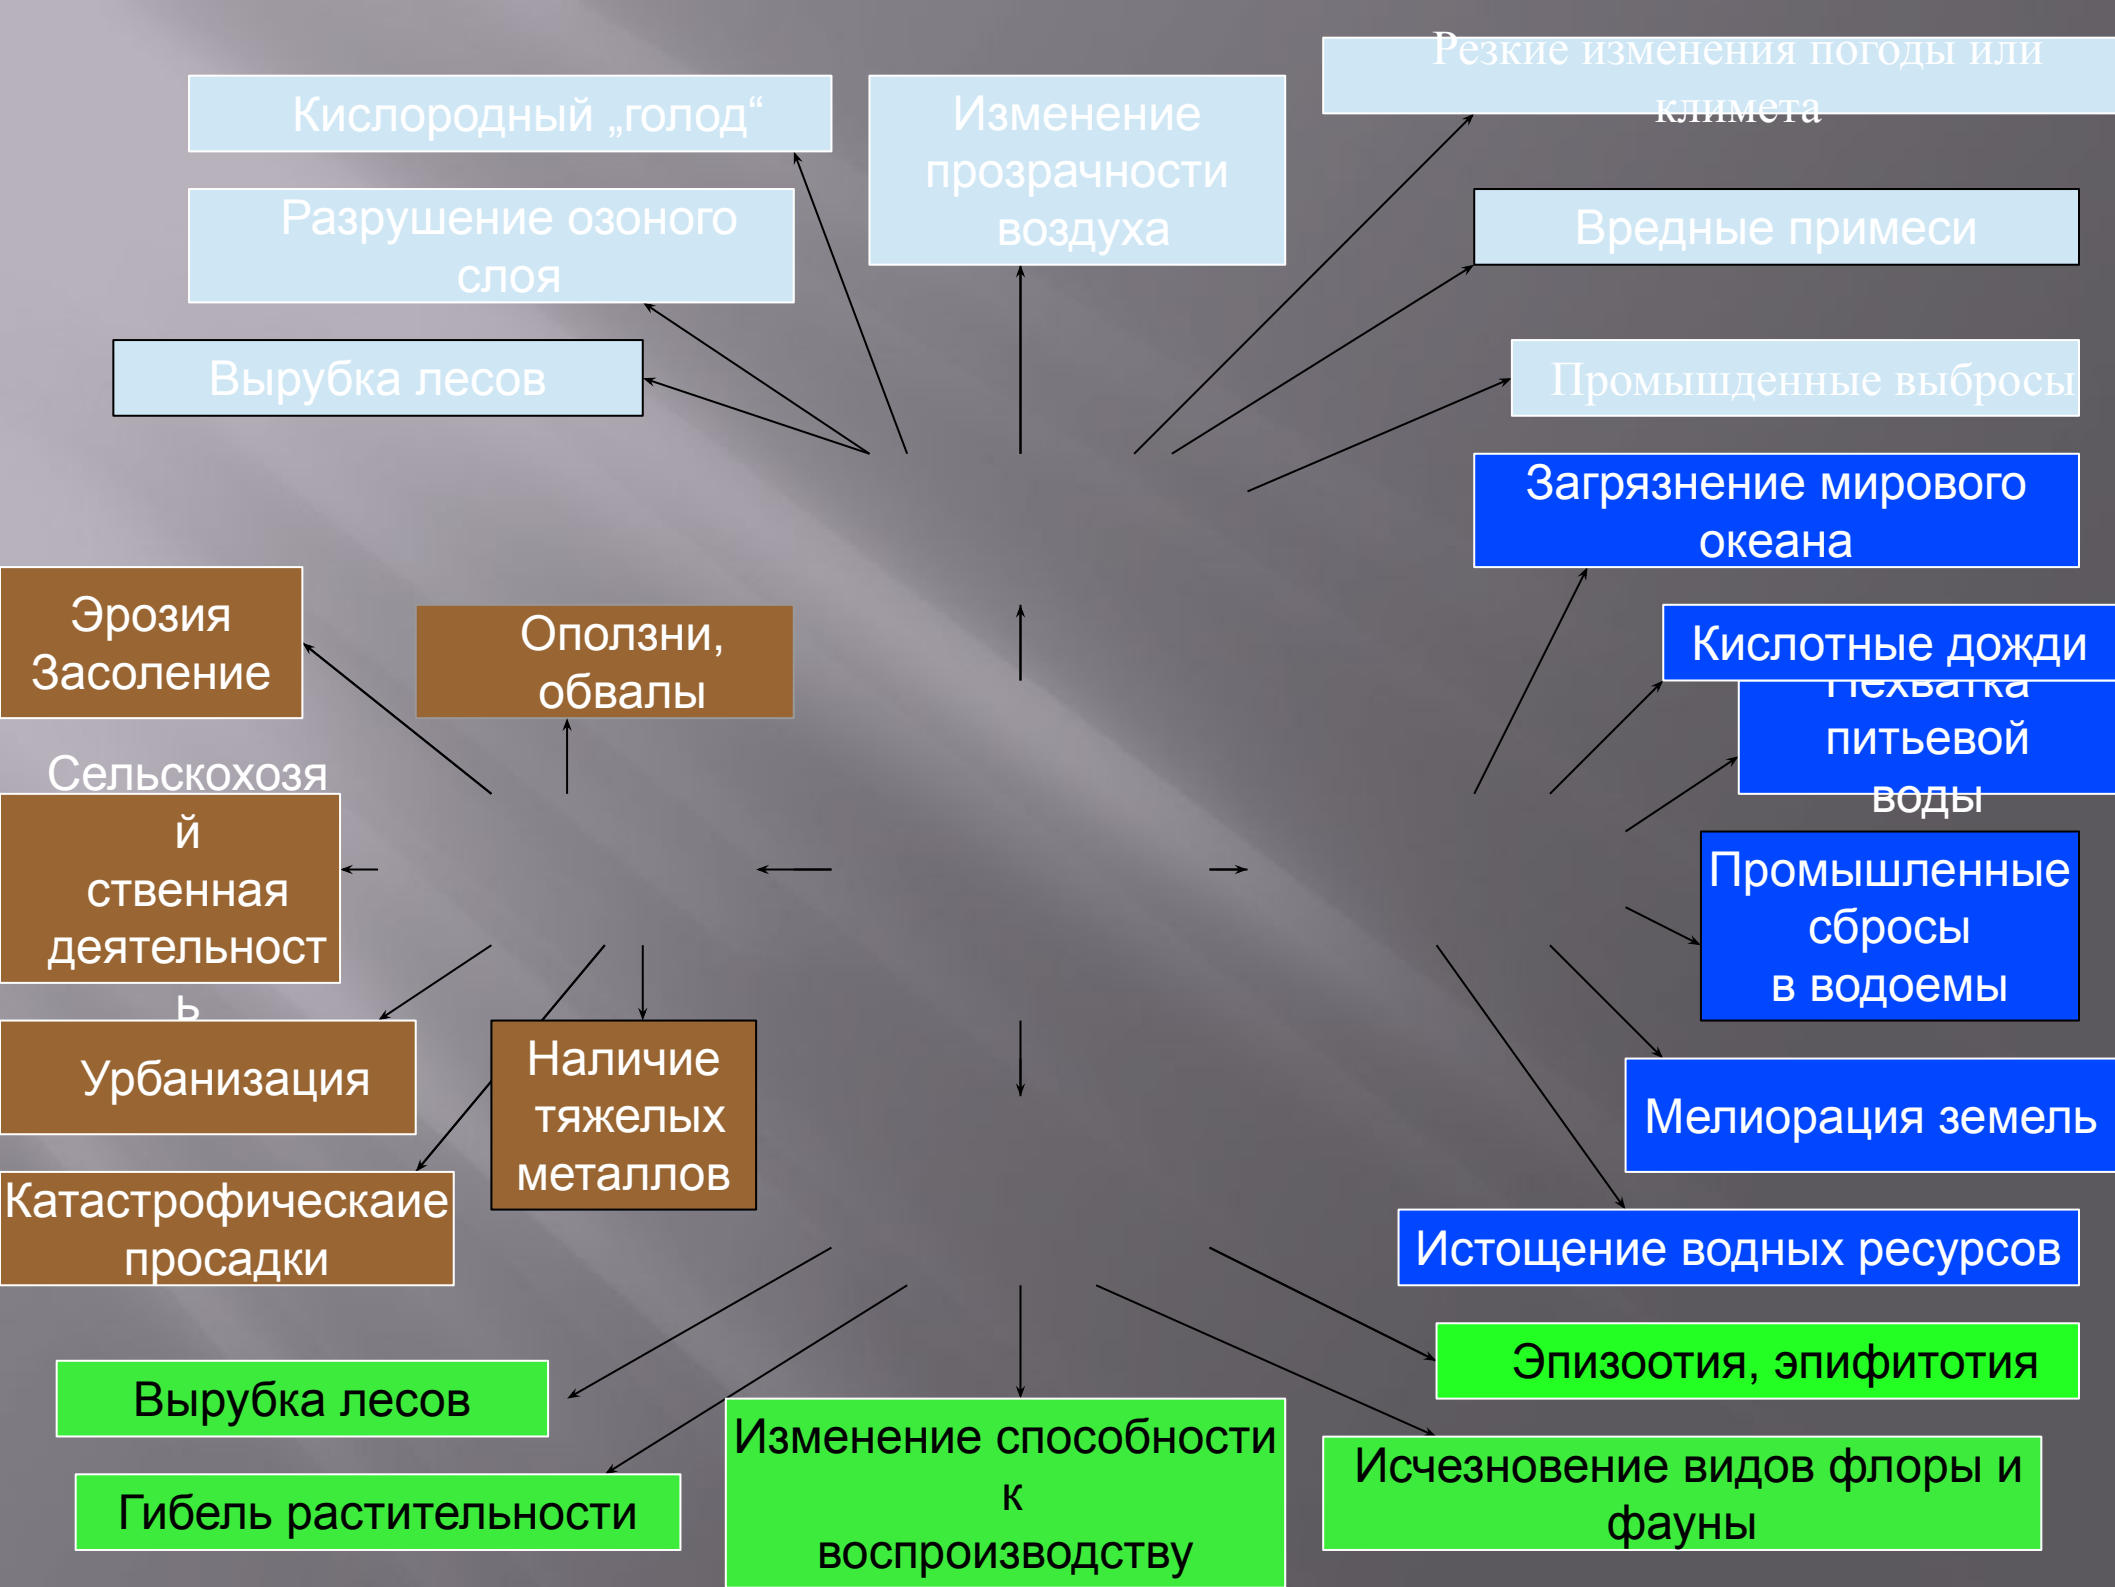 Резкие изменения погоды или
климета
Кислородный „голод“
Изменение
прозрачности
воздуха
Разрушение озоного
слоя
Вредные примеси
Вырубка лесов
Промышденные выбросы
Загрязнение мирового
океана
Эрозия
Засоление
Оползни,
обвалы
Кислотные дожди
Нехватка
питьевой
воды
Сельскохозя
й
ственная
деятельност
ь
Промышленные
сбросы
в водоемы
Урбанизация
Наличие
тяжелых
металлов
Мелиорация земель
Катастрофическаие
просадки
Истощение водных ресурсов
Эпизоотия, эпифитотия
Вырубка лесов
Изменение способности
к
воспроизводству
Исчезновение видов флоры и
фауны
Гибель растительности